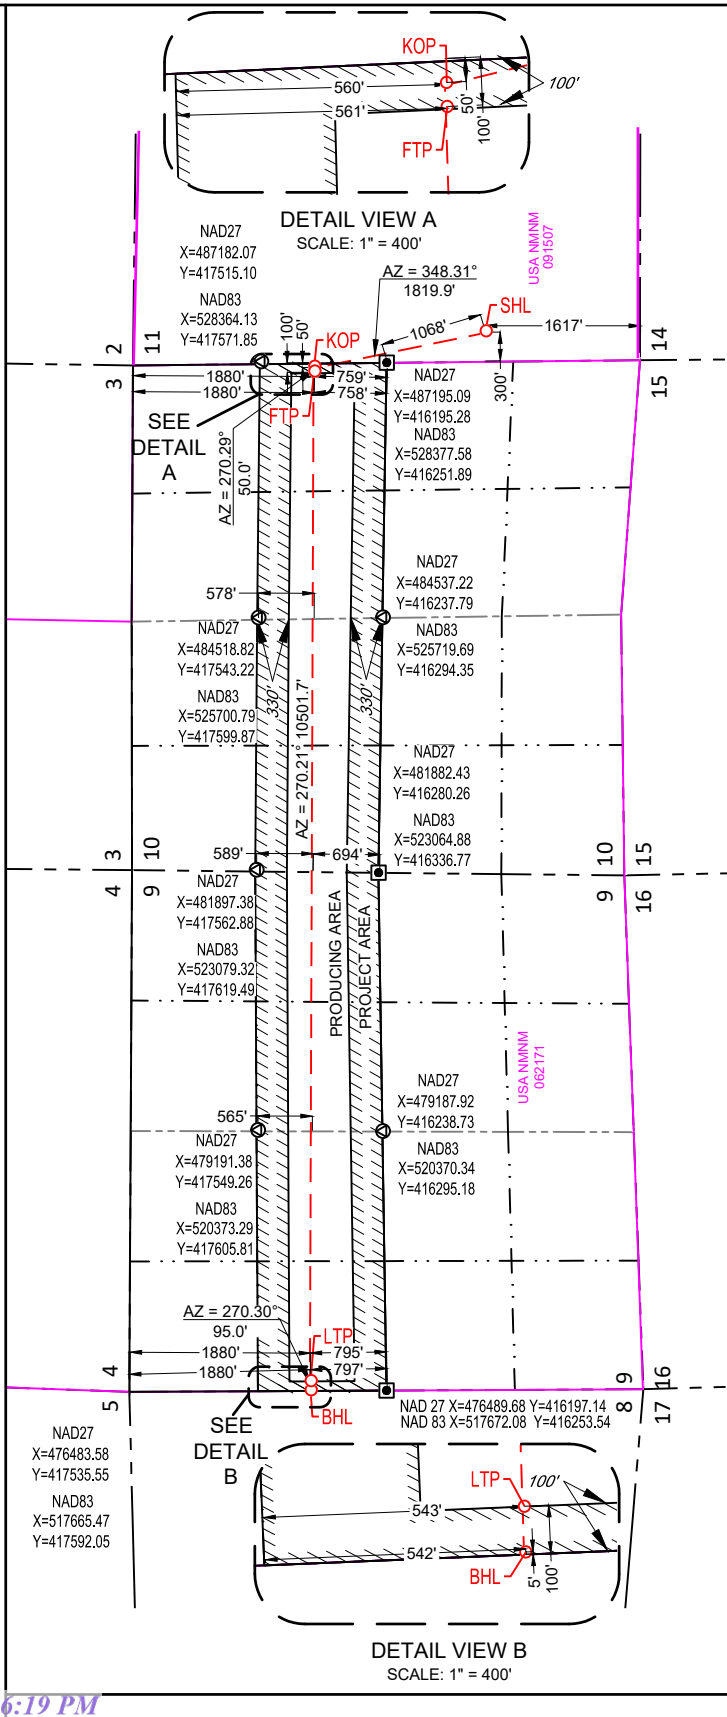 KOP
560'
561'
FTP
50'
100'
100'
DETAIL VIEW A
SCALE: 1" = 400'
NAD27
X=487182.07
Y=417515.10
NAD83
X=528364.13
Y=417571.85
USA NMNM
091507
AZ = 348.31°
1819.9'
SHL
1068'
1617'
300'
100'
50'
KOP
2
11
3
14
15
1880'
759'
1880'
758'
FTP
SEE
DETAIL
A
AZ = 270.29°
50.0'
NAD27
X=487195.09
Y=416195.28
NAD83
X=528377.58
Y=416251.89
578'
NAD27
X=484537.22
Y=416237.79
NAD83
X=525719.69
Y=416294.35
NAD27
X=484518.82
Y=417543.22
NAD83
X=525700.79
Y=417599.87
330'
330'
AZ = 270.21° 10501.7'
NAD27
X=481882.43
Y=416280.26
NAD83
X=523064.88
Y=416336.77
589'
694'
3
10
4
9
10
15
9
16
NAD27
X=481897.38
Y=417562.88
NAD83
X=523079.32
Y=417619.49
PRODUCING AREA
PROJECT AREA
USA NMNM
062171
NAD27
X=479187.92
Y=416238.73
NAD83
X=520370.34
Y=416295.18
565'
NAD27
X=479191.38
Y=417549.26
NAD83
X=520373.29
Y=417605.81
AZ = 270.30°
95.0'
LTP
1880'
795'
1880'
797'
4
5
9
16
8
17
BHL
SEE
DETAIL
B
NAD 27 X=476489.68 Y=416197.14
NAD 83 X=517672.08 Y=416253.54
NAD27
X=476483.58
Y=417535.55
NAD83
X=517665.47
Y=417592.05
LTP
100'
543'
542'
BHL
5'
100'
DETAIL VIEW B
SCALE: 1" = 400'
6:19 PM